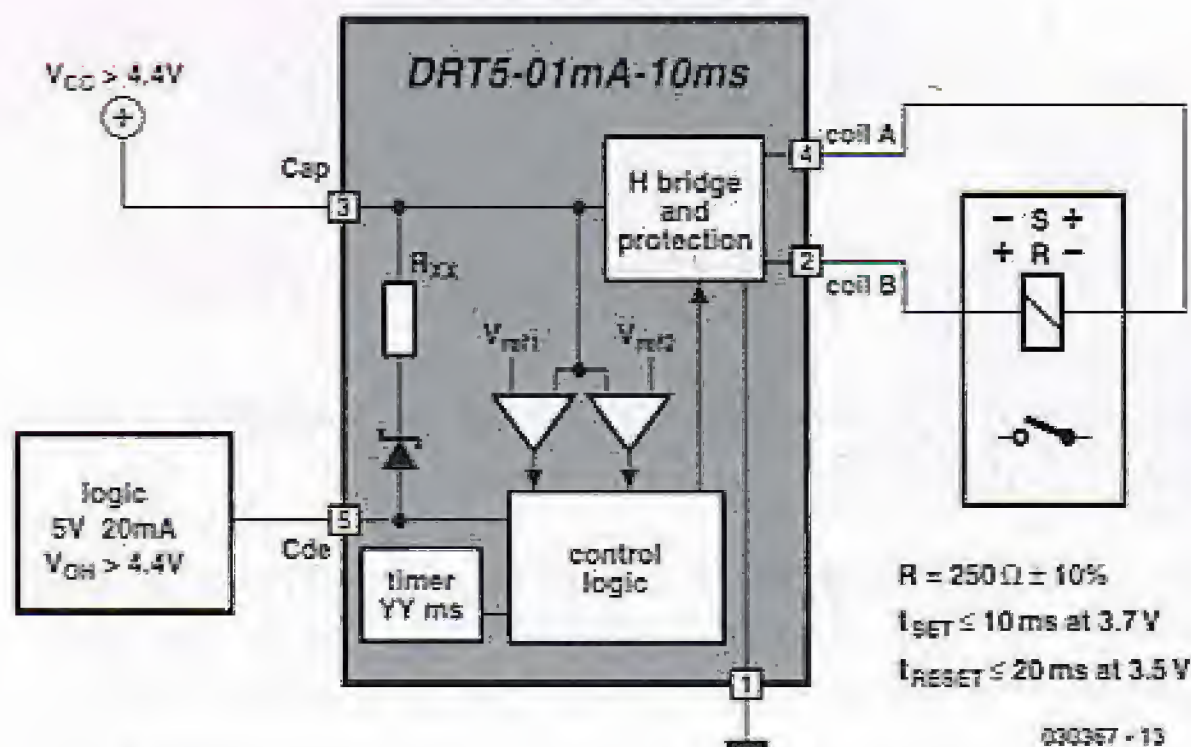 DRT5-01mA-10ms
VCC > 4.4V
+
Cap
3
H bridge
and
protection
4
coil A
2
coil B
- S +
+ R -
RXX
Vref1
Vref2
logic
5V 20mA
VOH > 4.4V
5
Cde
timer
YY ms
control
logic
1
R = 250 Ω ± 10%
tSET ≤ 10 ms at 3.7 V
tRESET ≤ 20 ms at 3.5 V
030367 - 13